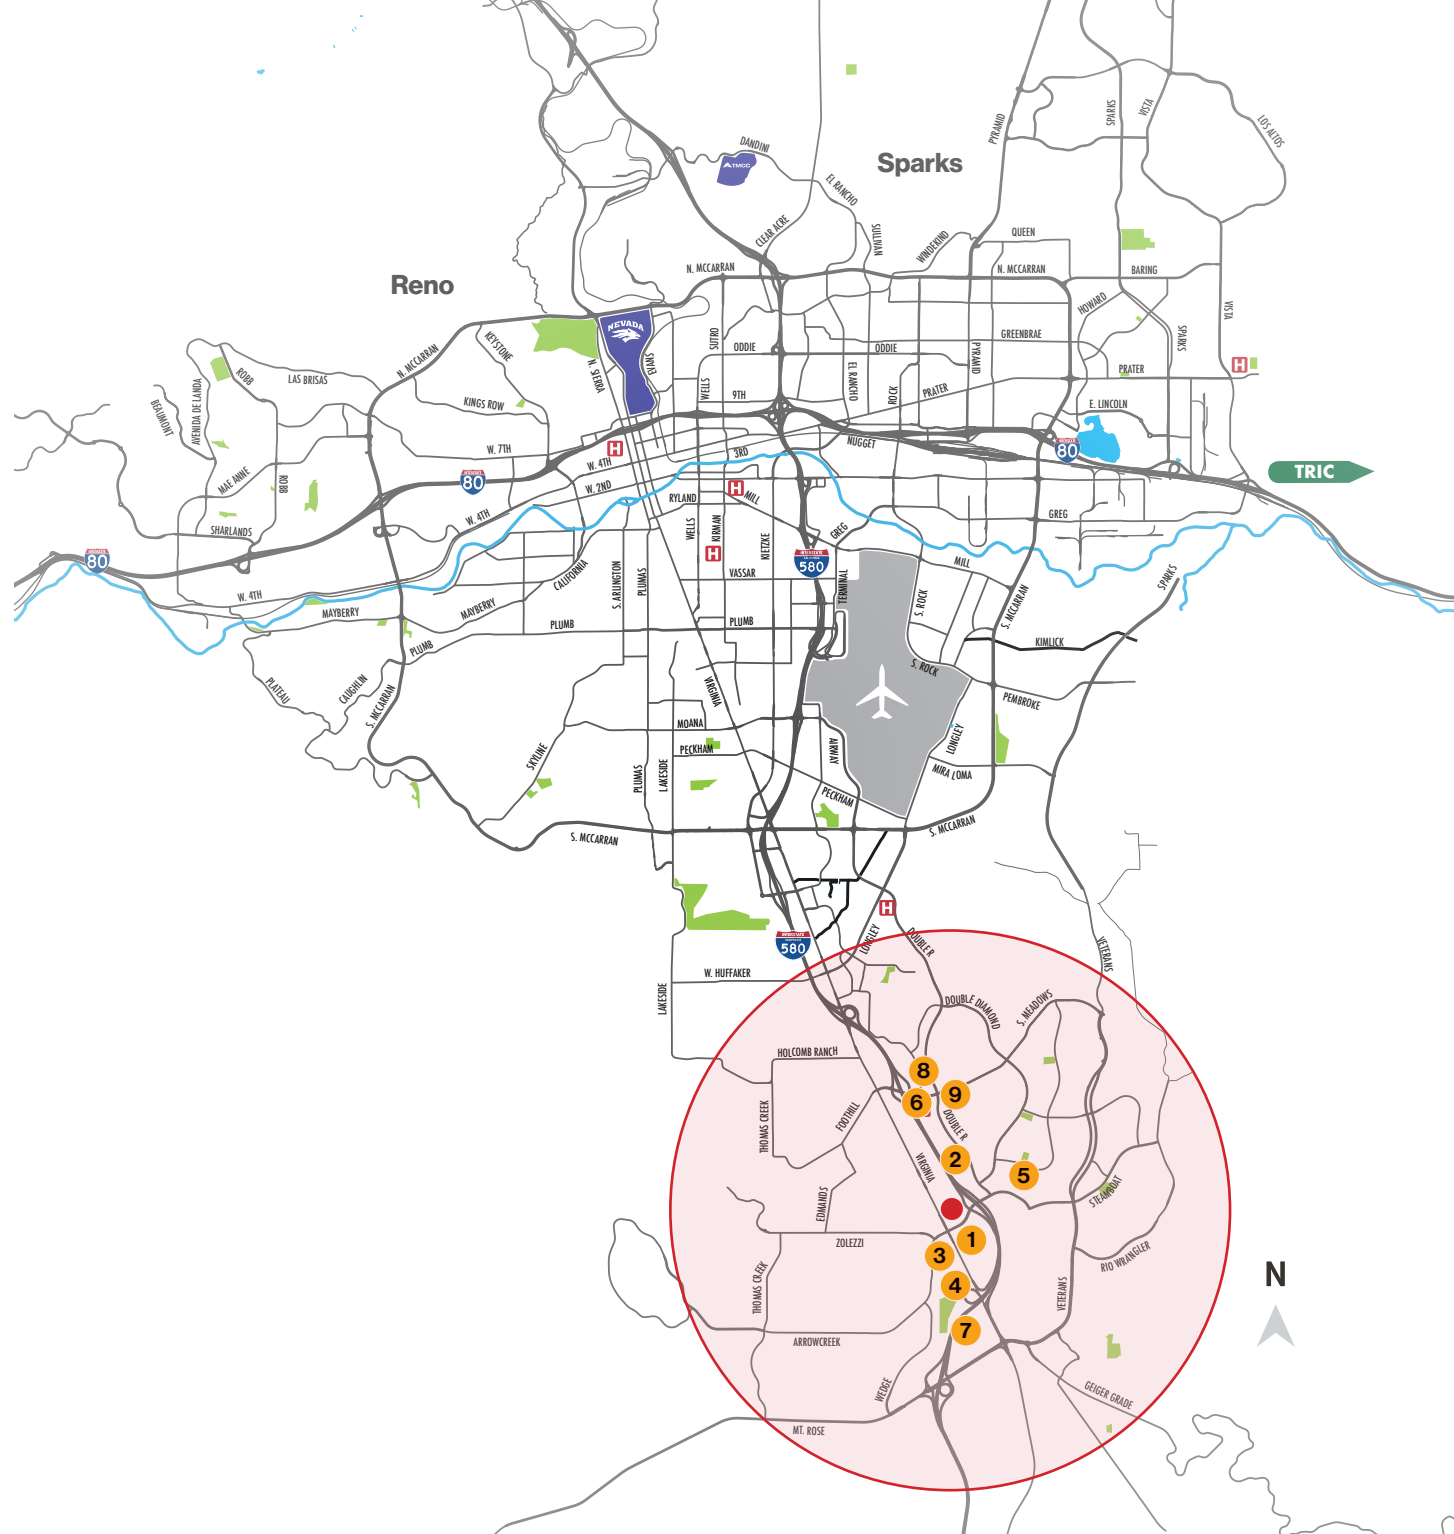 PYRAMID
SPARKS
VISTA
LOS ALTOS
DANDINI
TMCC
Sparks
EL RANCHO
CLEAR ACRE
SULLIVAN
WINDEKIND
QUEEN
Reno
N. MCCARRAN
N. MCCARRAN
BARING
HOWARD
VISTA
NEVADA
SUTRO
ODDIE
ODDIE
GREENBRAE
SPARKS
N. MCCARRAN
KEYSTONE
N. SIERRA
EVANS
EL RANCHO
PYRAMID
PRATER
H
ROBB
LAS BRISAS
AVENIDA DE LANDA
BEAUMONT
KINGS ROW
WELLS
9TH
ROCK
PRATER
E. LINCOLN
W. 7TH
H
3RD
NUGGET
80
TRIC
MAE ANNE
ROBB
80
W. 4TH
W. 2ND
H
MILL
RYLAND
SHARLANDS
W. 4TH
WELLS
KIRMAN
KIETZKE
GREG
GREG
80
H
INTERSTATE
580
MILL
CALIFORNIA
S. ARLINGTON
PLUMAS
VASSAR
TERMINAL
S. ROCK
SPARKS
W. 4TH
MAYBERRY
MAYBERRY
PLUMB
PLUMB
S. MCCARRAN
KIMLICK
PLUMB
S. ROCK
PLATEAU
CAUGHLIN
S. MCCARRAN
VIRGINIA
PEMBROKE
MOANA
SKYLINE
PECKHAM
AIRWAY
LONGLEY
PLUMAS
LAKESIDE
MIRA LOMA
PECKHAM
S. MCCARRAN
S. MCCARRAN
H
INTERSTATE
580
LONGLEY
DOUBLE R
VETERANS
W. HUFFAKER
LAKESIDE
DOUBLE DIAMOND
S. MEADOWS
HOLCOMB RANCH
8
9
6
THOMAS CREEK
FOOTHILL
DOUBLE R
2
VIRGINIA
5
EDMANDS
STEAMBOAT
ZOLEZZI
1
3
RIO WRANGLER
N
THOMAS CREEK
4
VETERANS
7
ARROWCREEK
WEDGE
GEIGER GRADE
MT. ROSE